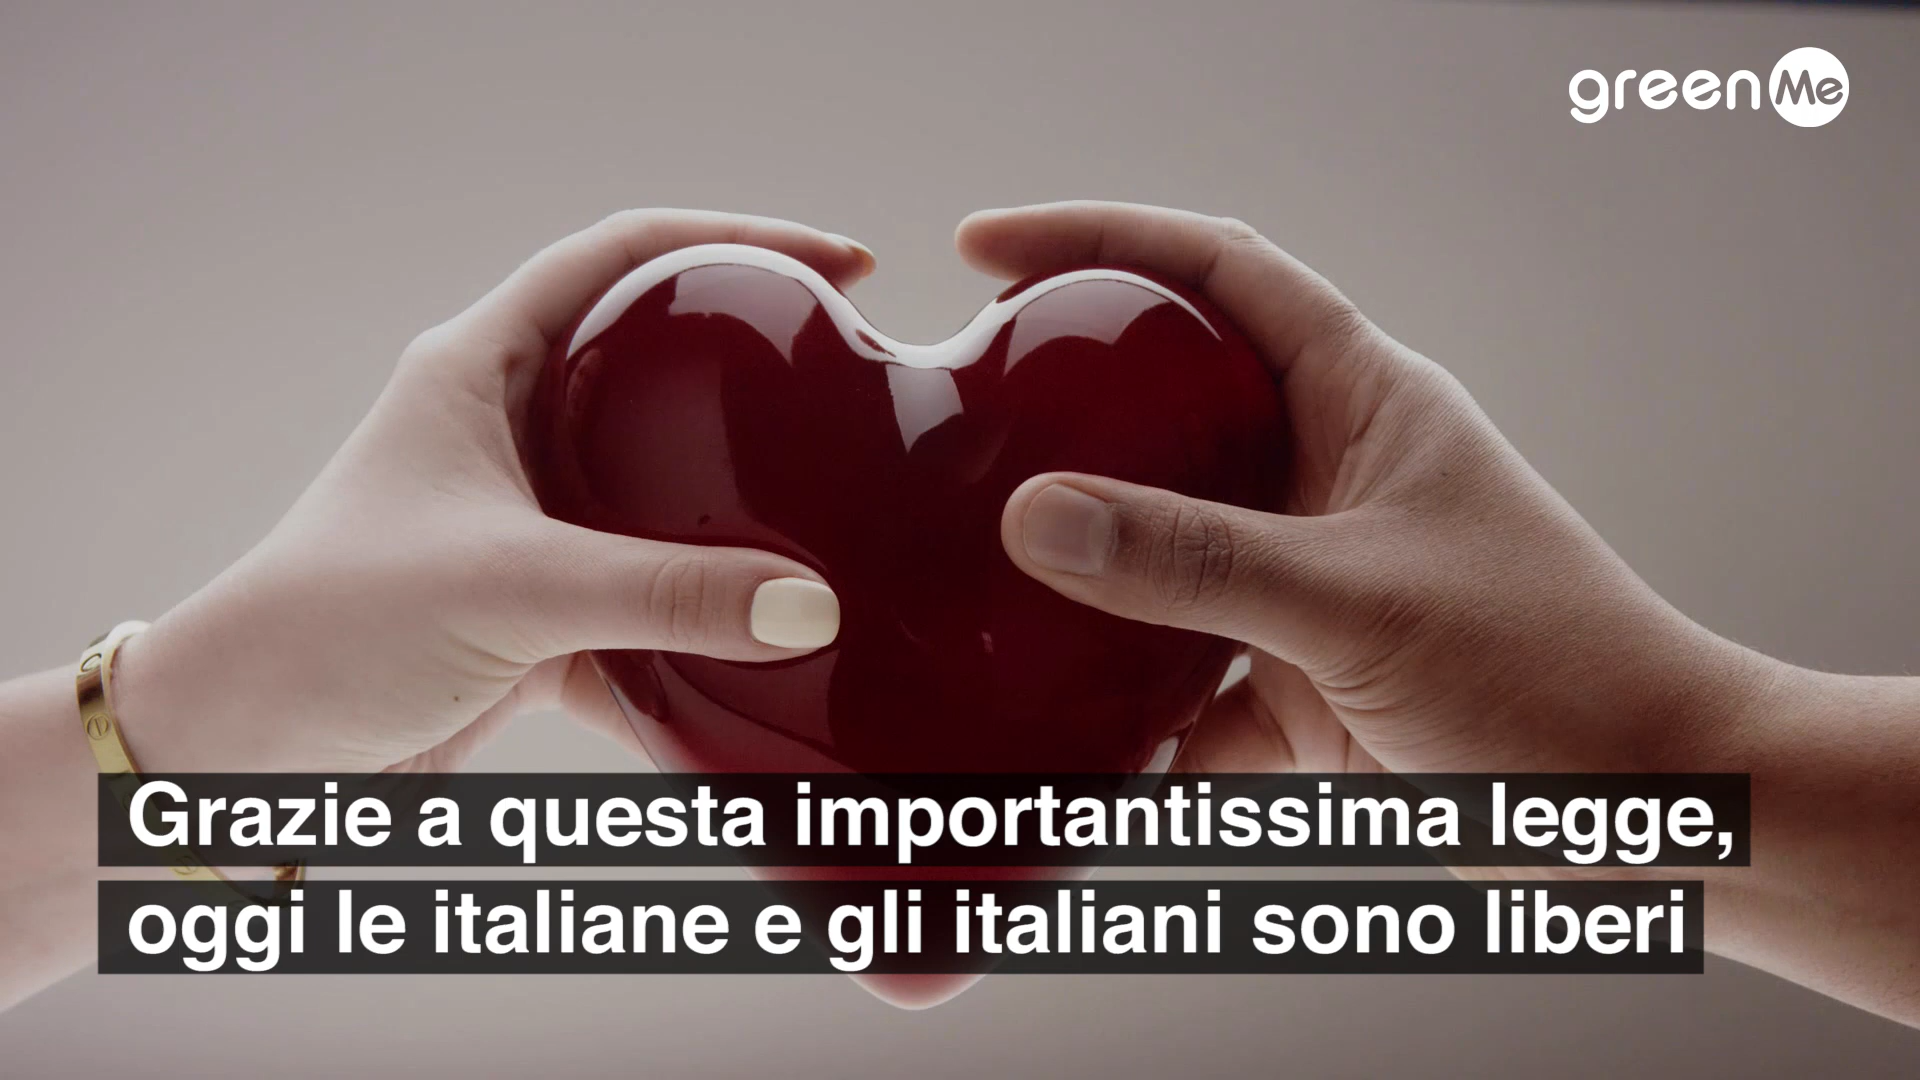 greenMe
Grazie a questa importantissima legge,
oggi le italiane e gli italiani sono liberi